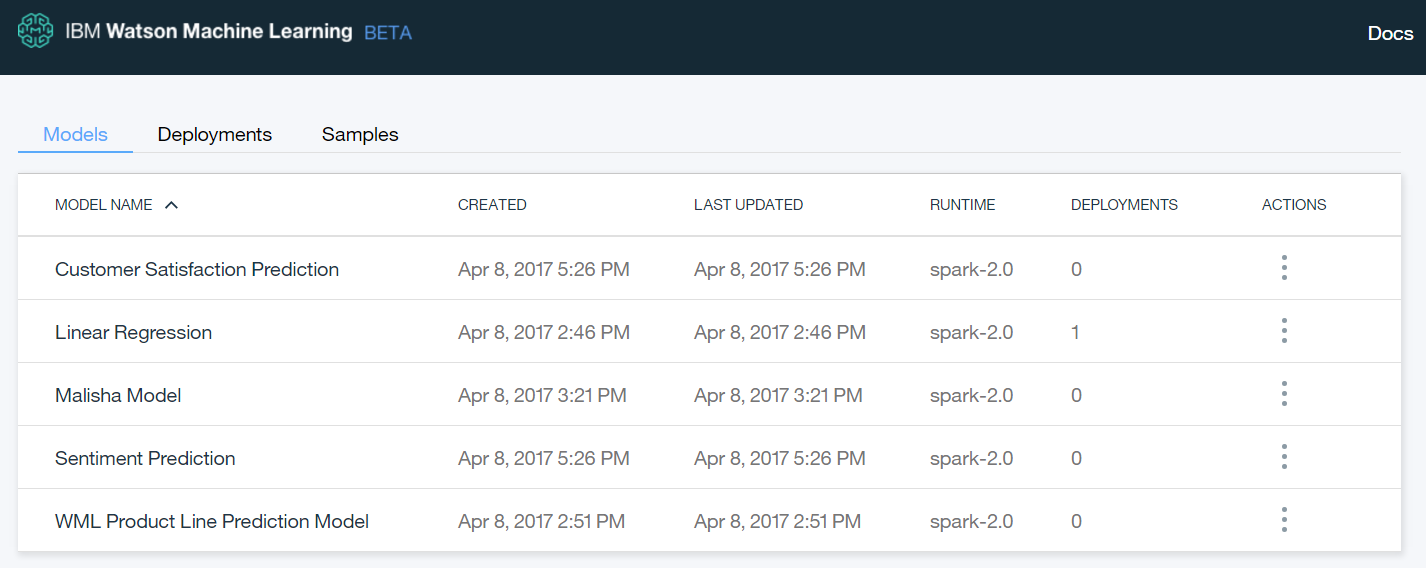 IBM Watson Machine Learning BETA Docs
Models Deployments Samples
MODEL NAME CREATED LAST UPDATED RUNTIME DEPLOYMENTS ACTIONS
Customer Satisfaction Prediction Apr 8, 2017 5:26 PM Apr 8, 2017 5:26 PM spark-2.0 0
Linear Regression Apr 8, 2017 2:46 PM Apr 8, 2017 2:46 PM spark-2.0 1
Malisha Model Apr 8, 2017 3:21 PM Apr 8, 2017 3:21 PM spark-2.0 0
Sentiment Prediction Apr 8, 2017 5:26 PM Apr 8, 2017 5:26 PM spark-2.0 0
WML Product Line Prediction Model Apr 8, 2017 2:51 PM Apr 8, 2017 2:51 PM spark-2.0 0